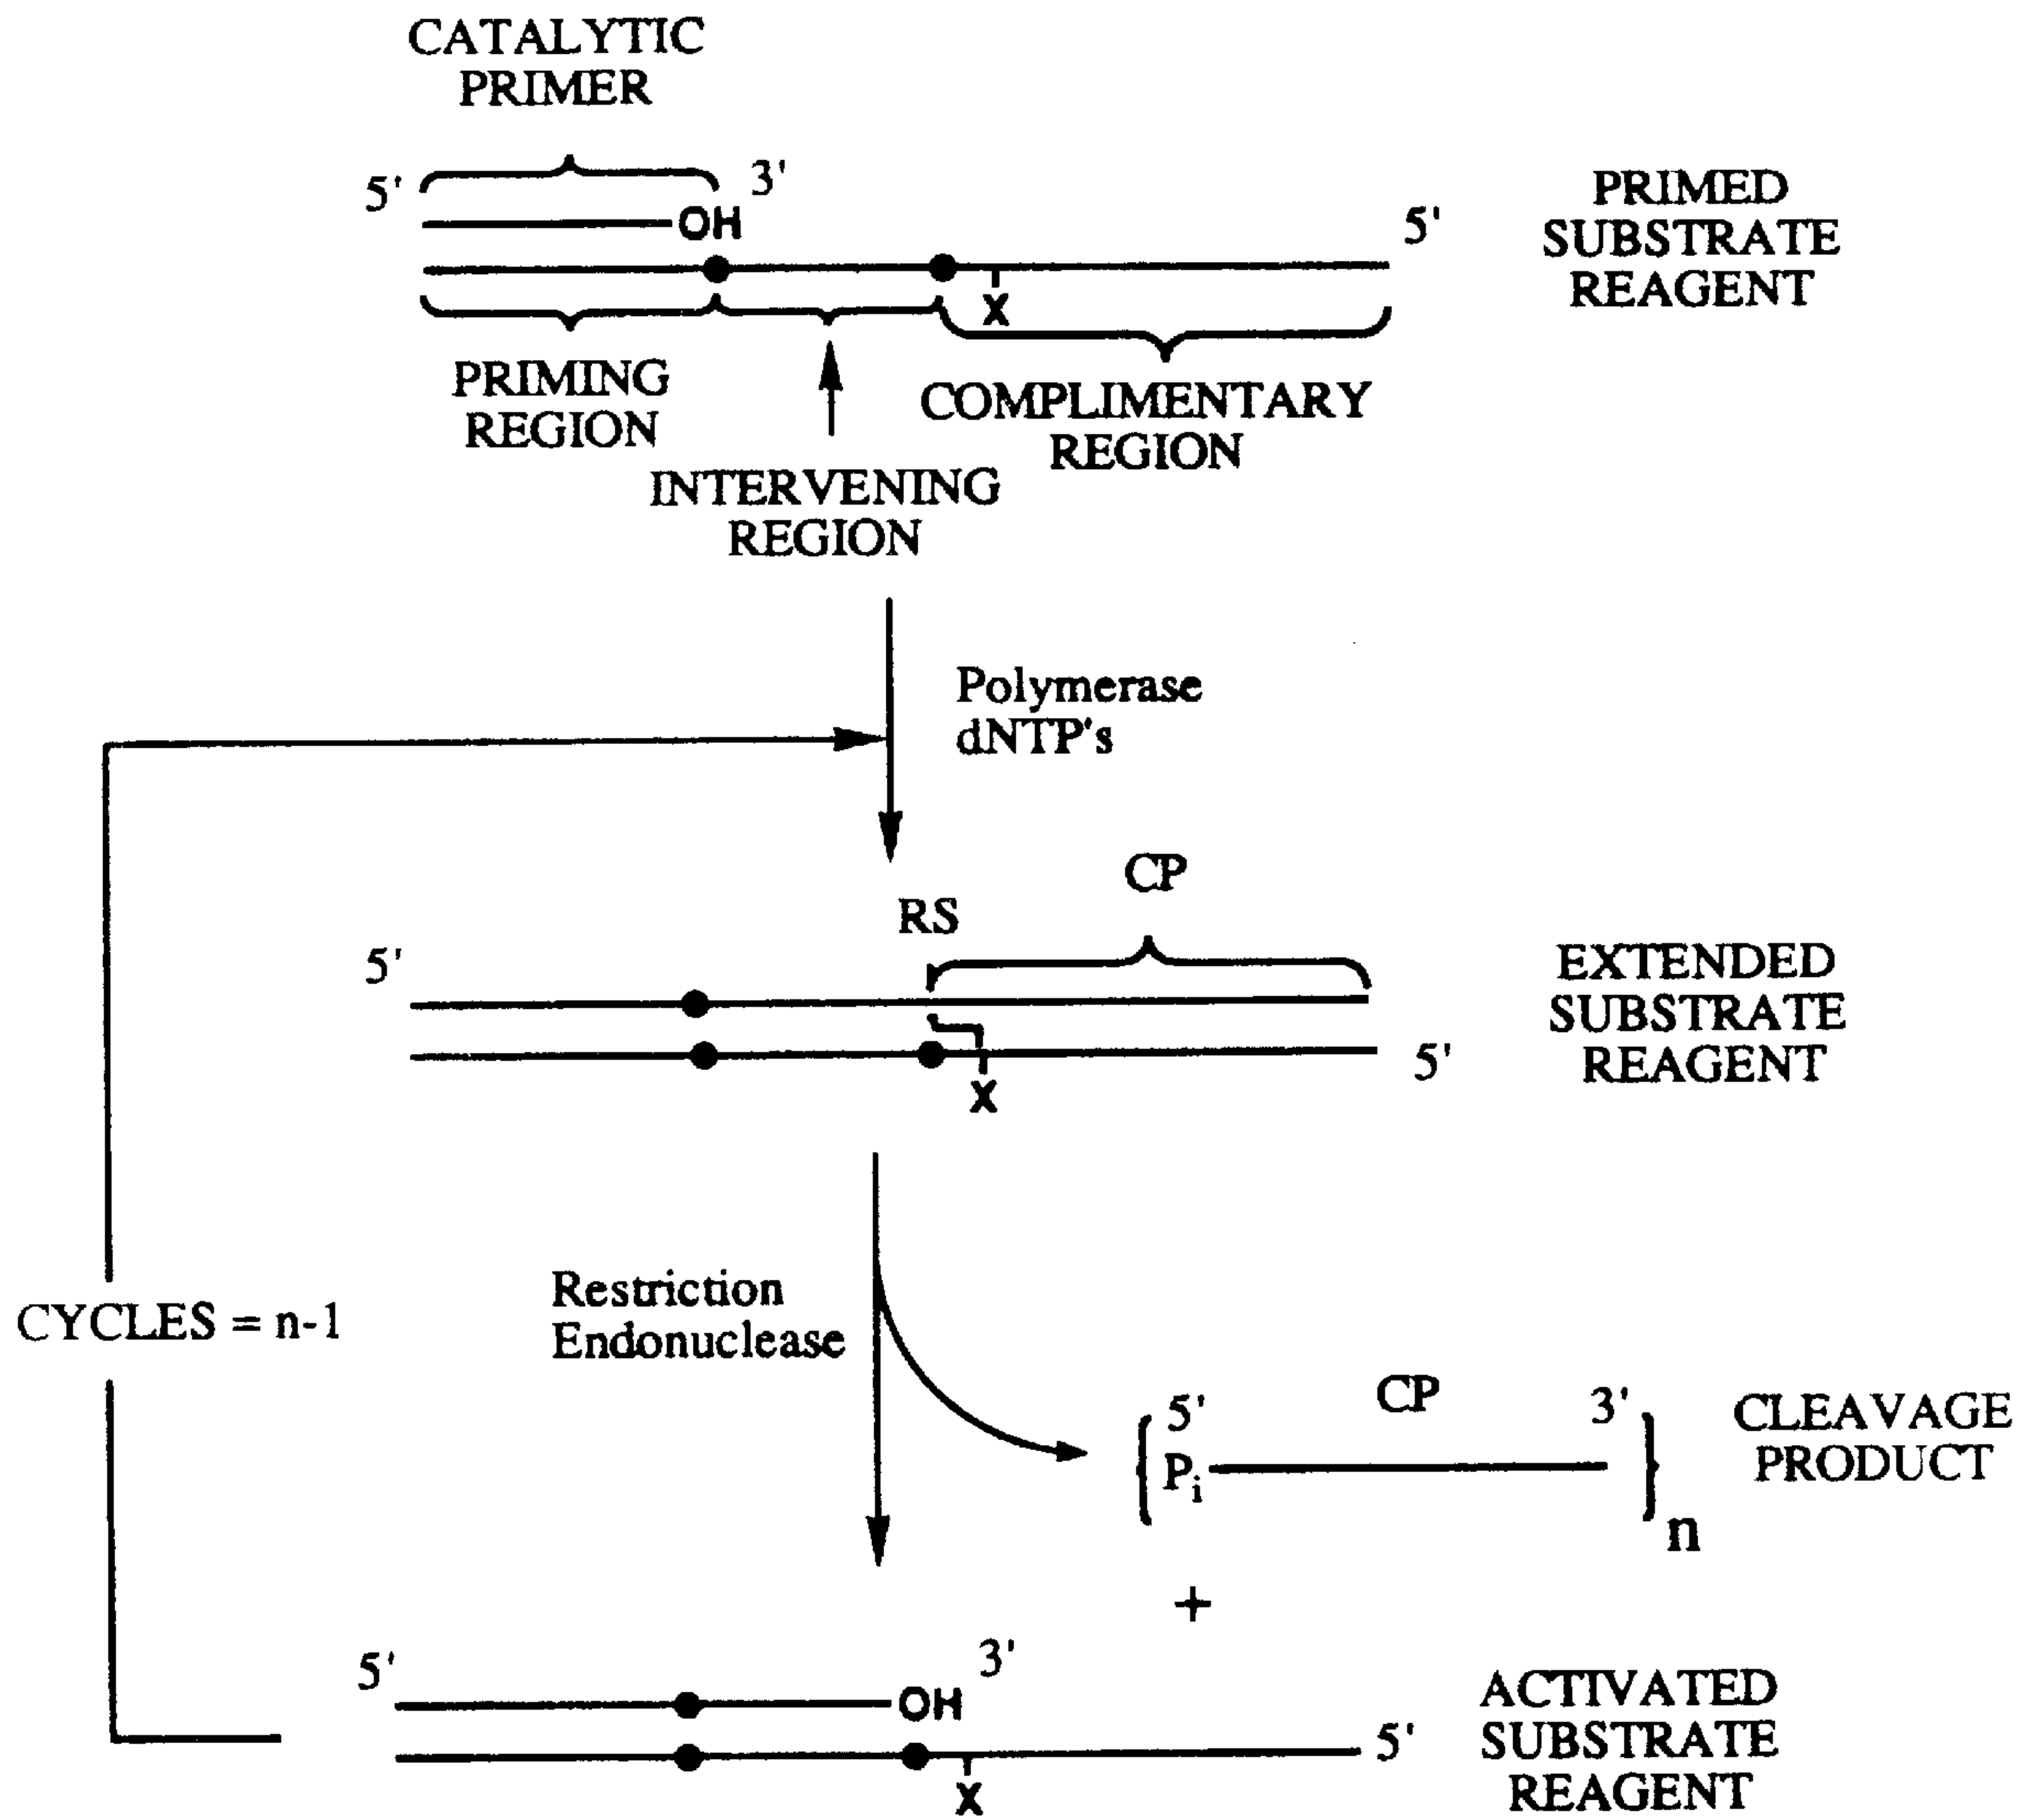 CATALYTIC
PRIMER
5' 3'
OH
5'
X
PRIMED
SUBSTRATE
REAGENT
PRIMING
REGION
INTERVENING
REGION
COMPLIMENTARY
REGION
Polymerase
dNTP's
RS
CP
5'
5'
X
EXTENDED
SUBSTRATE
REAGENT
CYCLES = n-1
Restriction
Endonuclease
5' CP 3'
Pi
n
CLEAVAGE
PRODUCT
+
5' 3'
OH
5'
X
ACTIVATED
SUBSTRATE
REAGENT